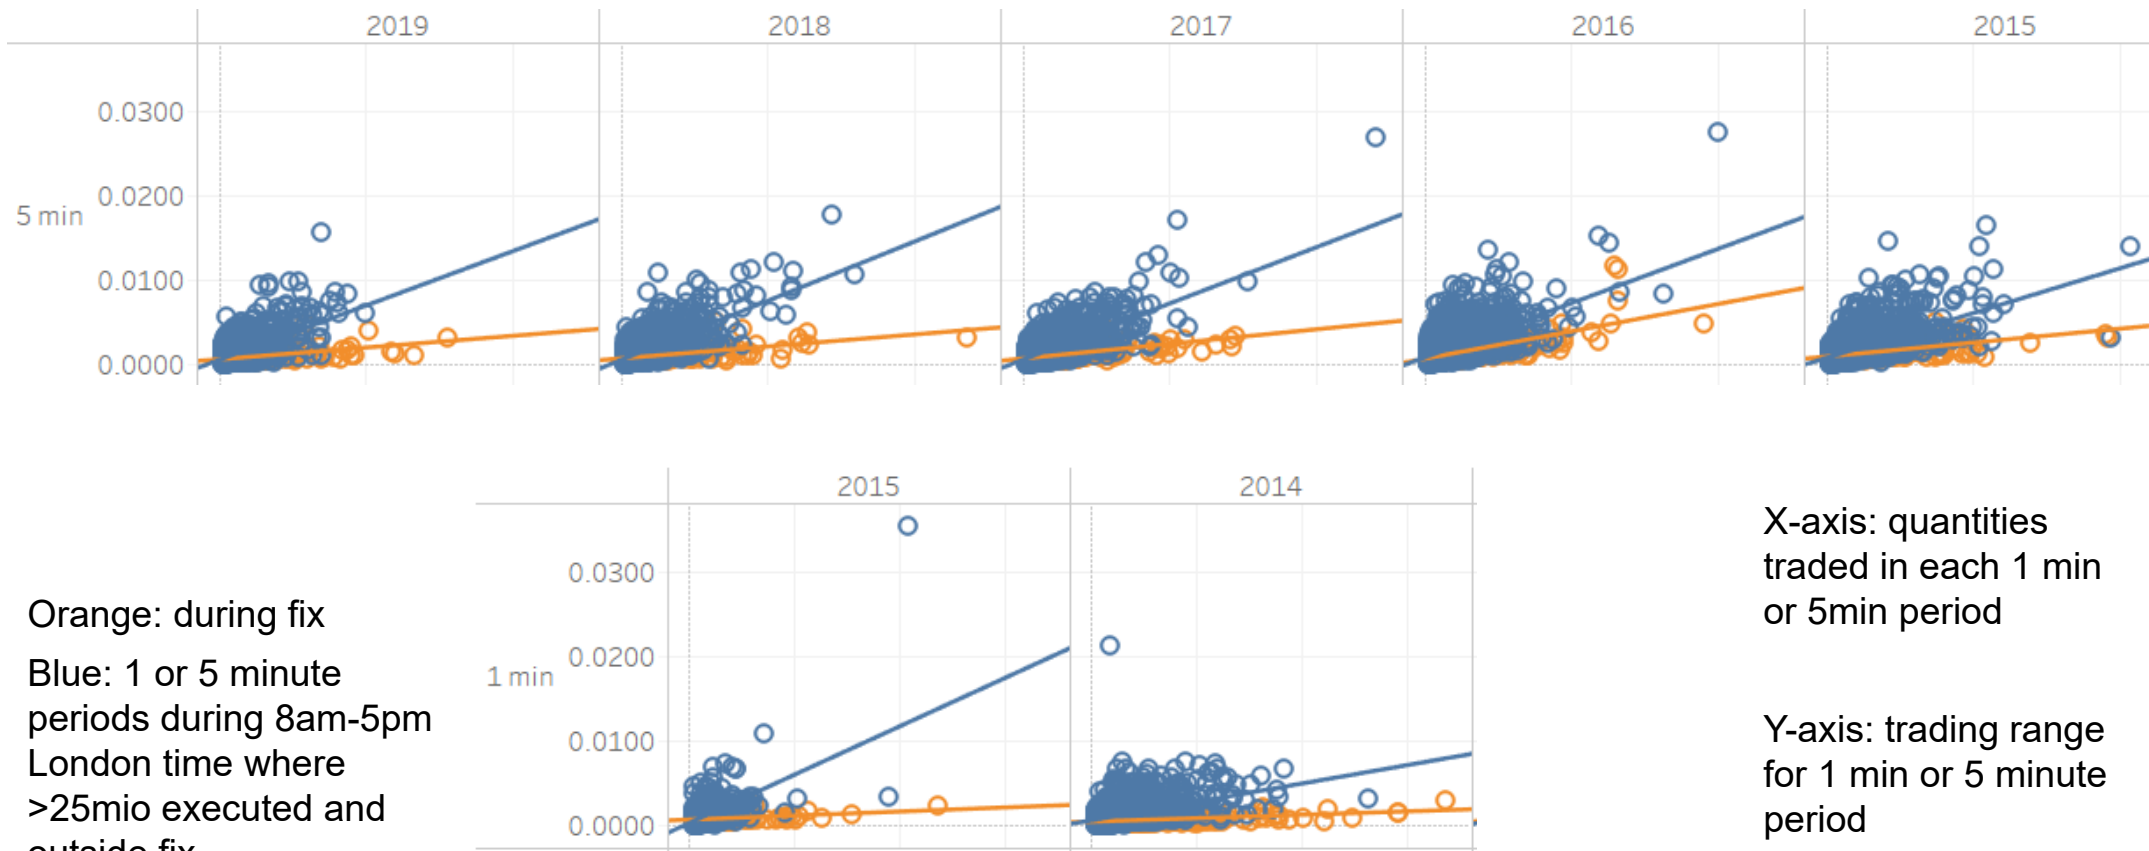 2019 2018 2017 2016 2015
0.0300
0.0200
5 min
0.0100
0.0000
2015 2014
0.0300
0.0200
1 min
0.0100
0.0000
Orange: during fix
Blue: 1 or 5 minute
periods during 8am-5pm
London time where
>25mio executed and
outside fix
X-axis: quantities
traded in each 1 min
or 5min period
Y-axis: trading range
for 1 min or 5 minute
period